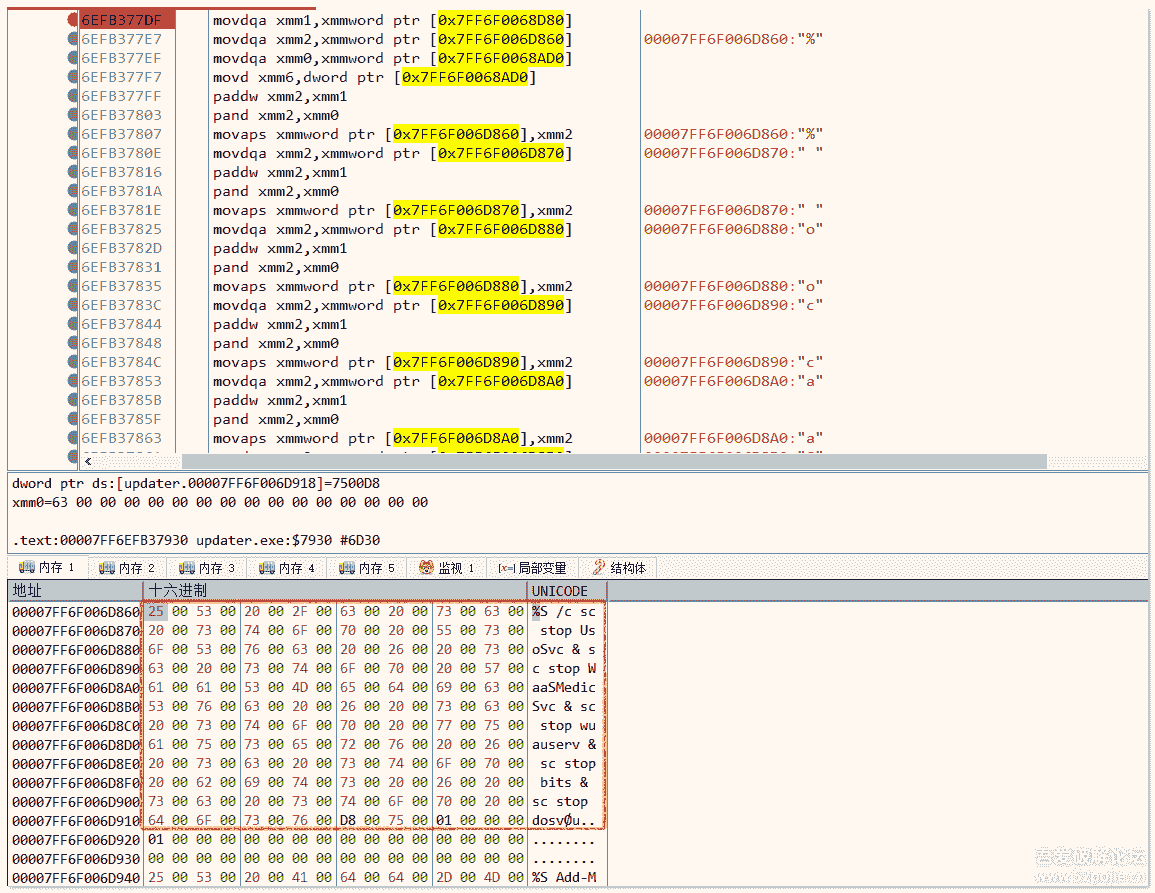 6EFB377DF movdqa xmm1,xmmword ptr [0x7FF6F0068D80]
6EFB377E7 movdqa xmm2,xmmword ptr [0x7FF6F006D860] 00007FF6F006D860:"%"
6EFB377EF movdqa xmm0,xmmword ptr [0x7FF6F0068AD0]
6EFB377F7 movd xmm6,dword ptr [0x7FF6F0068AD0]
6EFB377FF paddw xmm2,xmm1
6EFB37803 pand xmm2,xmm0
6EFB37807 movaps xmmword ptr [0x7FF6F006D860],xmm2 00007FF6F006D860:"%"
6EFB3780E movdqa xmm2,xmmword ptr [0x7FF6F006D870] 00007FF6F006D870:" "
6EFB37816 paddw xmm2,xmm1
6EFB3781A pand xmm2,xmm0
6EFB3781E movaps xmmword ptr [0x7FF6F006D870],xmm2 00007FF6F006D870:" "
6EFB37825 movdqa xmm2,xmmword ptr [0x7FF6F006D880] 00007FF6F006D880:"o"
6EFB3782D paddw xmm2,xmm1
6EFB37831 pand xmm2,xmm0
6EFB37835 movaps xmmword ptr [0x7FF6F006D880],xmm2 00007FF6F006D880:"o"
6EFB3783C movdqa xmm2,xmmword ptr [0x7FF6F006D890] 00007FF6F006D890:"c"
6EFB37844 paddw xmm2,xmm1
6EFB37848 pand xmm2,xmm0
6EFB3784C movaps xmmword ptr [0x7FF6F006D890],xmm2 00007FF6F006D890:"c"
6EFB37853 movdqa xmm2,xmmword ptr [0x7FF6F006D8A0] 00007FF6F006D8A0:"a"
6EFB3785B paddw xmm2,xmm1
6EFB3785F pand xmm2,xmm0
6EFB37863 movaps xmmword ptr [0x7FF6F006D8A0],xmm2 00007FF6F006D8A0:"a"
dword ptr ds:[updater.00007FF6F006D918]=7500D8
xmm0=63 00 00 00 00 00 00 00 00 00 00 00 00 00 00 00
.text:00007FF6EFB37930 updater.exe:$7930 #6D30
内存 1 内存 2 内存 3 内存 4 内存 5 监视 1 [x=] 局部变量 结构体
地址 十六进制 UNICODE
00007FF6F006D860 25 00 53 00 20 00 2F 00 63 00 20 00 73 00 63 00 %S /c sc
00007FF6F006D870 20 00 73 00 74 00 6F 00 70 00 20 00 55 00 73 00 stop Us
00007FF6F006D880 6F 00 53 00 76 00 63 00 20 00 26 00 20 00 73 00 oSvc & s
00007FF6F006D890 63 00 20 00 73 00 74 00 6F 00 70 00 20 00 57 00 c stop W
00007FF6F006D8A0 61 00 61 00 53 00 4D 00 65 00 64 00 69 00 63 00 aaSMedic
00007FF6F006D8B0 53 00 76 00 63 00 20 00 26 00 20 00 73 00 63 00 Svc & sc
00007FF6F006D8C0 20 00 73 00 74 00 6F 00 70 00 20 00 77 00 75 00 stop wu
00007FF6F006D8D0 61 00 75 00 73 00 65 00 72 00 76 00 20 00 26 00 auserv &
00007FF6F006D8E0 20 00 73 00 63 00 20 00 73 00 74 00 6F 00 70 00 sc stop
00007FF6F006D8F0 20 00 62 00 69 00 74 00 73 00 20 00 26 00 20 00 bits &
00007FF6F006D900 73 00 63 00 20 00 73 00 74 00 6F 00 70 00 20 00 sc stop
00007FF6F006D910 64 00 6F 00 73 00 76 00 D8 00 75 00 01 00 00 00 dosvØu..
00007FF6F006D920 01 00 00 00 00 00 00 00 00 00 00 00 00 00 00 00 ........
00007FF6F006D930 00 00 00 00 00 00 00 00 00 00 00 00 00 00 00 00 ........
00007FF6F006D940 25 00 53 00 20 00 41 00 64 00 64 00 2D 00 4D 00 %S Add-M
吾爱破解论坛
www.52pojie.cn